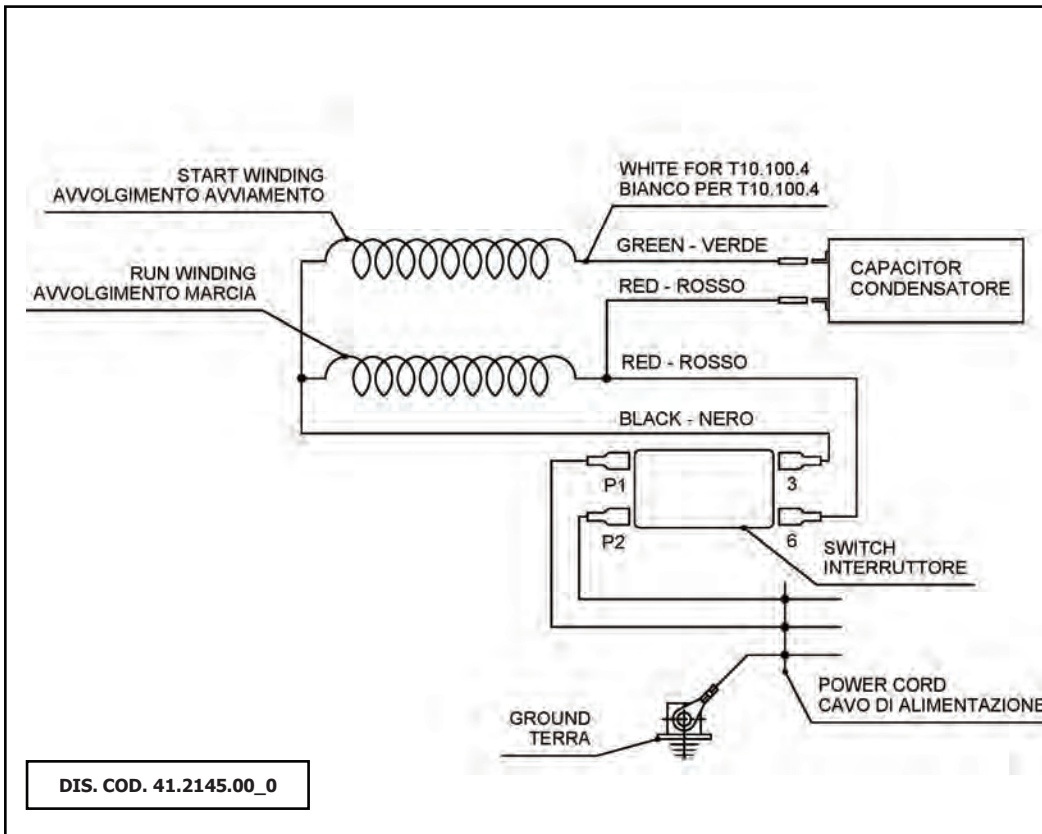 START WINDING
AVVOLGIMENTO AVVIAMENTO
WHITE FOR T10.100.4
BIANCO PER T10.100.4
GREEN - VERDE
RUN WINDING
AVVOLGIMENTO MARCIA
CAPACITOR
CONDENSATORE
RED - ROSSO
RED - ROSSO
BLACK - NERO
P1
3
P2
6
SWITCH
INTERRUTTORE
POWER CORD
CAVO DI ALIMENTAZIONE
GROUND
TERRA
DIS. COD. 41.2145.00_0